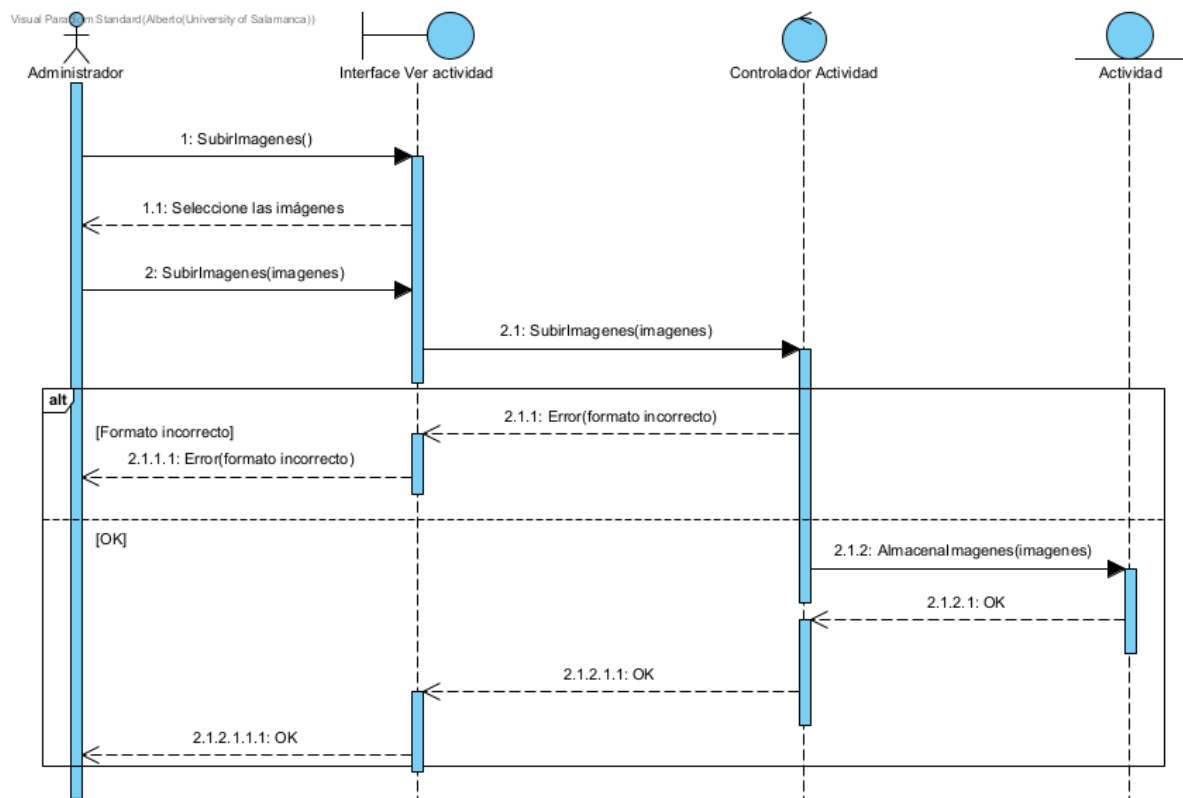 Visual Paradigm Standard(Alberto(University of Salamanca))
Administrador
Interface Ver actividad
Controlador Actividad
Actividad
1: SubirImagenes()
1.1: Seleccione las imágenes
2: SubirImagenes(imagenes)
2.1: SubirImagenes(imagenes)
alt
2.1.1: Error(formato incorrecto)
[Formato incorrecto]
2.1.1.1: Error(formato incorrecto)
[OK]
2.1.2: AlmacenaImagenes(imagenes)
2.1.2.1: OK
2.1.2.1.1: OK
2.1.2.1.1.1: OK